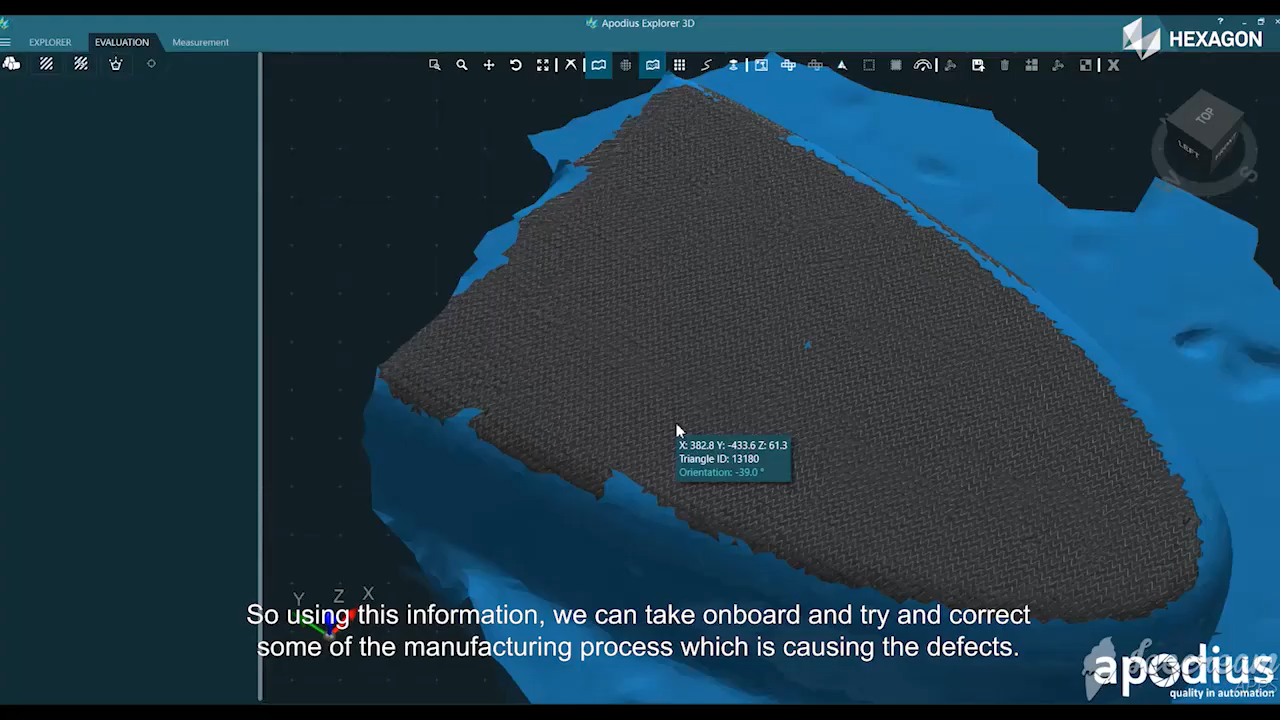 Apodius Explorer 3D
HEXAGON
EXPLORER
EVALUATION
Measurement
TOP
LEFT
S
X: 382.8 Y: -433.6 Z: 61.3
Triangle ID: 13180
Orientation: -39.0 °
Y Z X
So using this information, we can take onboard and try and correct
some of the manufacturing process which is causing the defects.
apodius
quality in automation